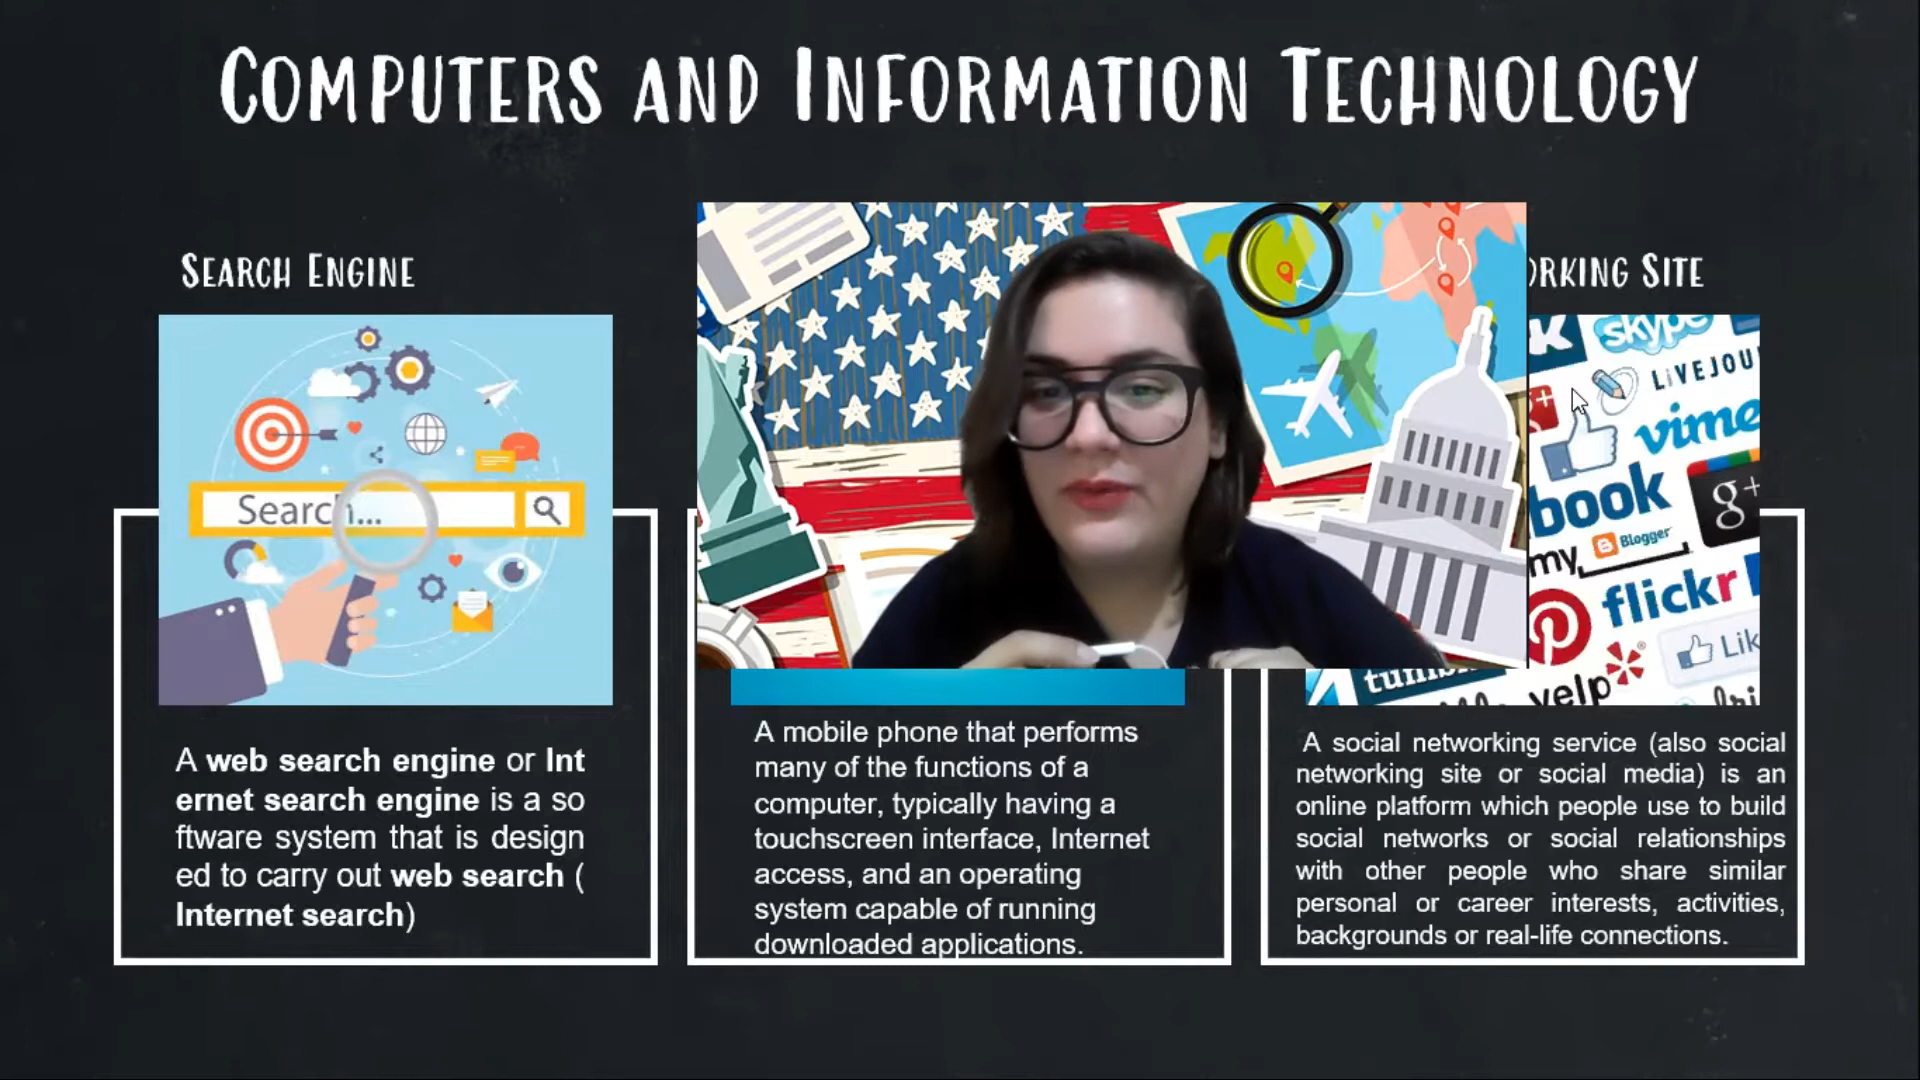 COMPUTERS AND INFORMATION TECHNOLOGY
SEARCH ENGINE
Search...
A web search engine or Int
ernet search engine is a so
ftware system that is design
ed to carry out web search (
Internet search)
A mobile phone that performs
many of the functions of a
computer, typically having a
touchscreen interface, Internet
access, and an operating
system capable of running
downloaded applications.
ORKING SITE
skype
LIVEJOU
vime
book
g+
my
Blogger
flickr
Lik
yelp
A social networking service (also social
networking site or social media) is an
online platform which people use to build
social networks or social relationships
with other people who share similar
personal or career interests, activities,
backgrounds or real-life connections.